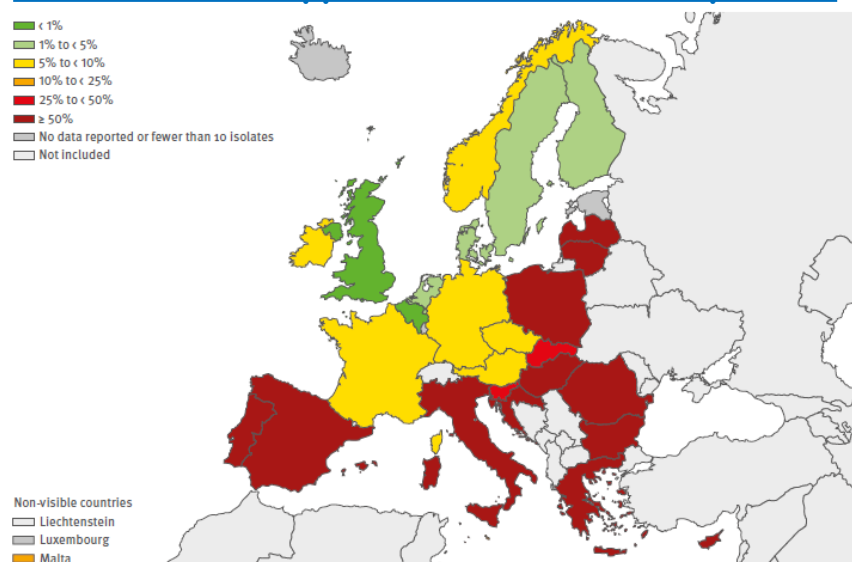 < 1%
1% to < 5%
5% to < 10%
10% to < 25%
25% to < 50%
≥ 50%
No data reported or fewer than 10 isolates
Not included
Non-visible countries
Liechtenstein
Luxembourg
Malta